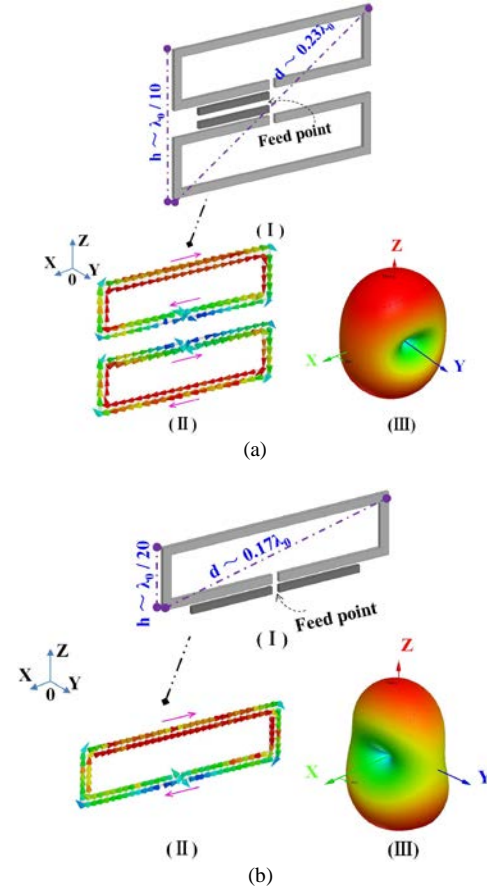 d ~ 0.23λ₀
h ~ λ₀ / 10
Feed point
(Ⅰ)
Z
X
0
Y
Z
X
Y
(Ⅱ)
(Ⅲ)
(a)
d ~ 0.17λ₀
h ~ λ₀ / 20
Feed point
(Ⅰ)
Z
X
0
Y
Z
X
Y
(Ⅱ)
(Ⅲ)
(b)